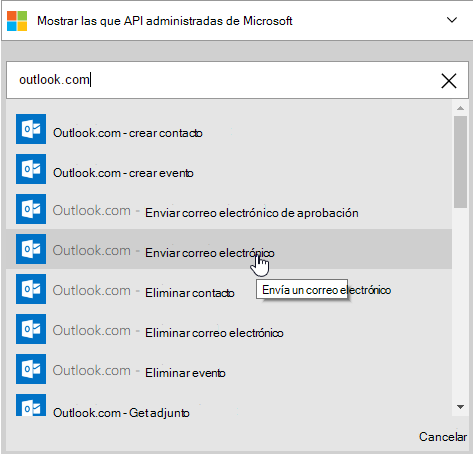 Mostrar las que API administradas de Microsoft
outlook.com
Outlook.com - crear contacto
Outlook.com - crear evento
Outlook.com - Enviar correo electrónico de aprobación
Outlook.com - Enviar correo electrónico
Envía un correo electrónico
Outlook.com - Eliminar contacto
Outlook.com - Eliminar correo electrónico
Outlook.com - Eliminar evento
Outlook.com - Get adjunto
Cancelar